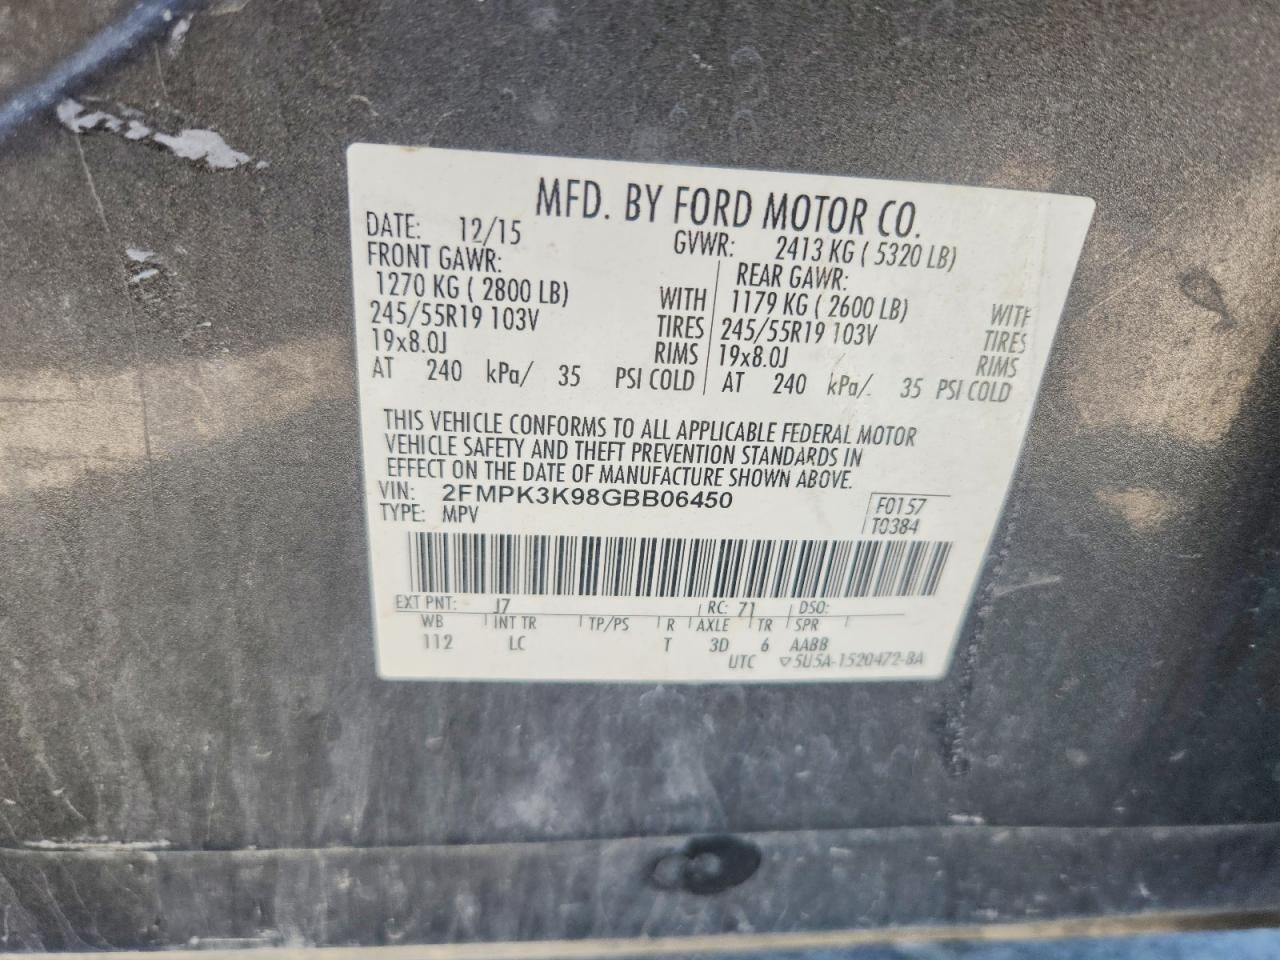 MFD. BY FORD MOTOR CO.
DATE: 12/15 GVWR: 2413 KG ( 5320 LB)
FRONT GAWR: REAR GAWR:
1270 KG ( 2800 LB) WITH 1179 KG ( 2600 LB) WITH
245/55R19 103V TIRES 245/55R19 103V TIRES
19x8.0J RIMS 19x8.0J RIMS
AT 240 kPa/ 35 PSI COLD AT 240 kPa/ 35 PSI COLD
THIS VEHICLE CONFORMS TO ALL APPLICABLE FEDERAL MOTOR
VEHICLE SAFETY AND THEFT PREVENTION STANDARDS IN
EFFECT ON THE DATE OF MANUFACTURE SHOWN ABOVE.
VIN: 2FMPK3K98GBB06450 F0157
TYPE: MPV T0384
EXT PNT: J7 RC: 71 DSO:
WB INT TR TP/PS R AXLE TR SPR
112 LC T 3D 6 AABB
UTC ▽5U5A-1520472-BA